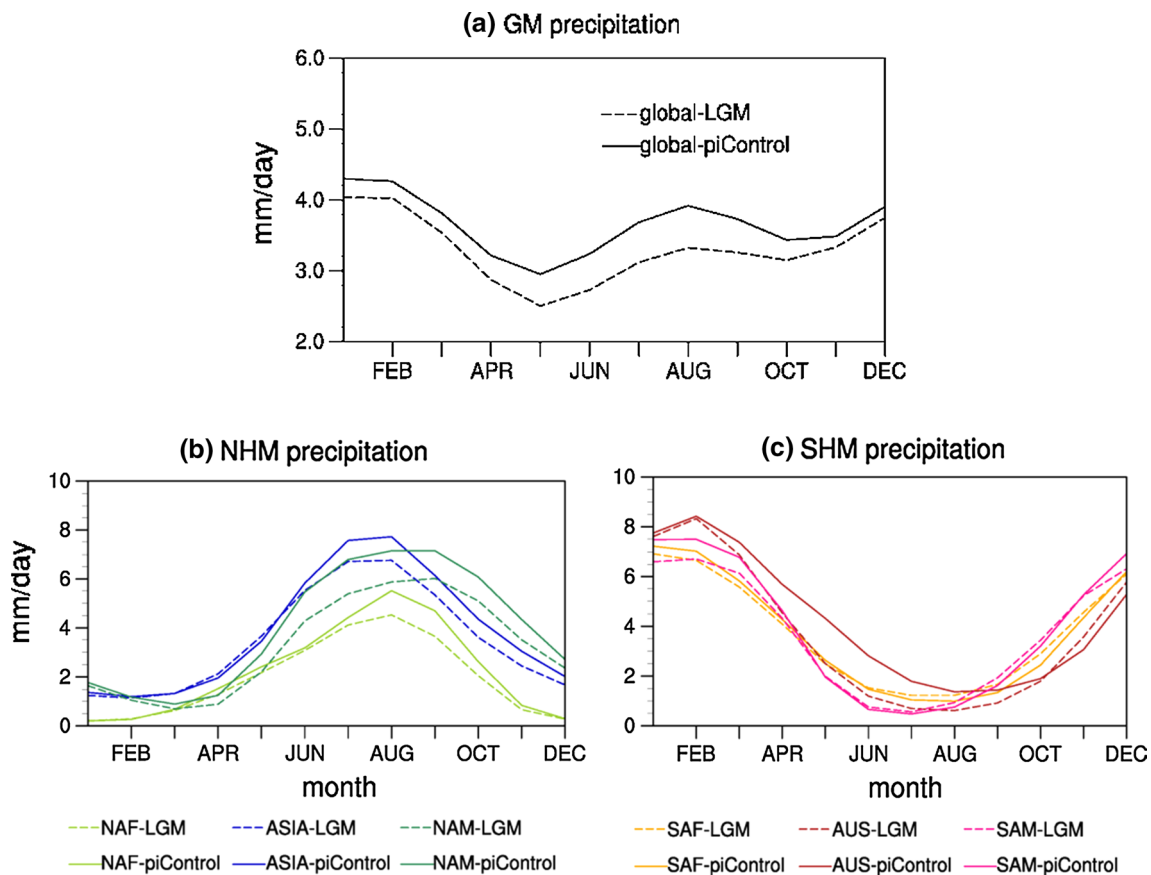 (a) GM precipitation
6.0
5.0
4.0
3.0
2.0
mm/day
global-LGM
global-piControl
FEB APR JUN AUG OCT DEC
(b) NHM precipitation
10
8
6
4
2
0
mm/day
FEB APR JUN AUG OCT DEC
month
NAF-LGM ASIA-LGM NAM-LGM
NAF-piControl ASIA-piControl NAM-piControl
(c) SHM precipitation
10
8
6
4
2
0
FEB APR JUN AUG OCT DEC
month
SAF-LGM AUS-LGM SAM-LGM
SAF-piControl AUS-piControl SAM-piControl